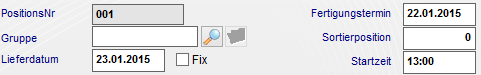 PositionsNr 001 Fertigungstermin 22.01.2015
Gruppe Sortierposition 0
Lieferdatum 23.01.2015 Fix Startzeit 13:00